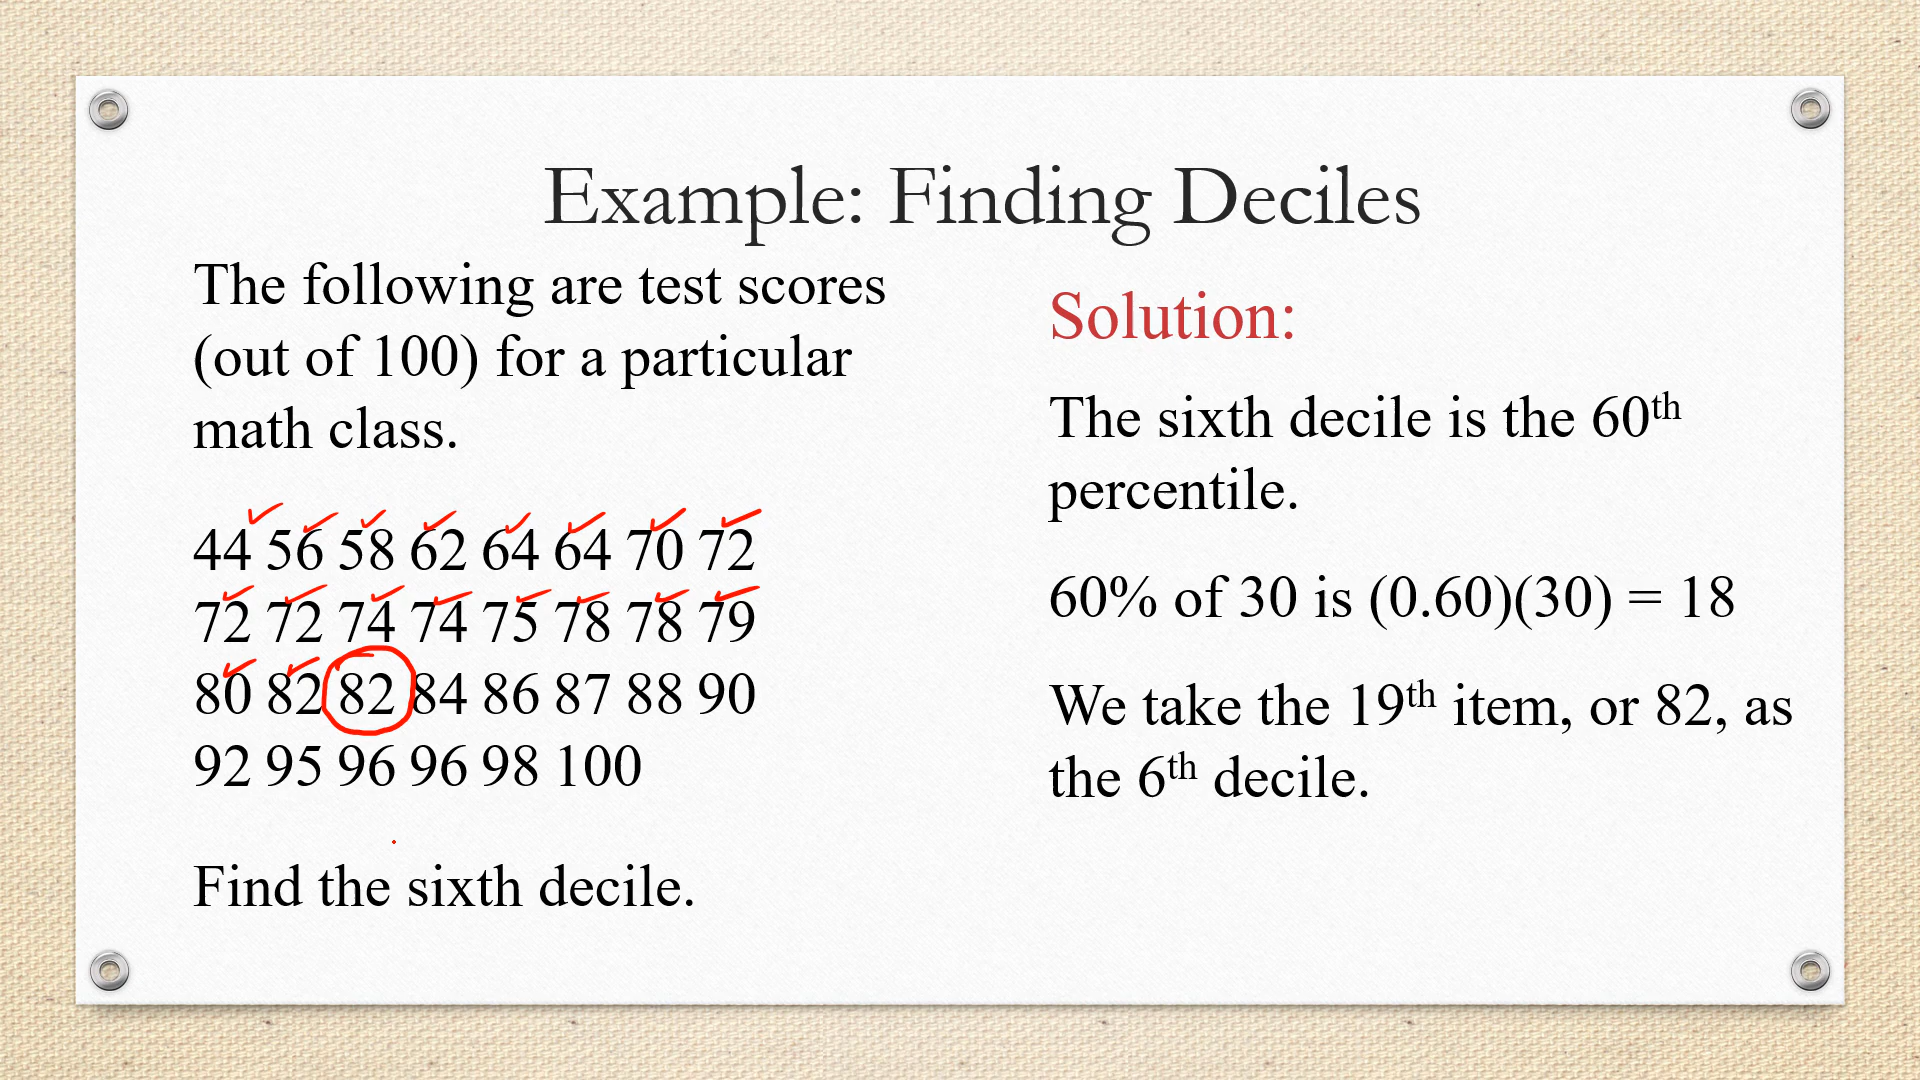 Example: Finding Deciles
The following are test scores
(out of 100) for a particular
math class.
44 56 58 62 64 64 70 72
72 72 74 74 75 78 78 79
80 82 82 84 86 87 88 90
92 95 96 96 98 100
Find the sixth decile.
Solution:
The sixth decile is the 60th
percentile.
60% of 30 is (0.60)(30) = 18
We take the 19th item, or 82, as
the 6th decile.